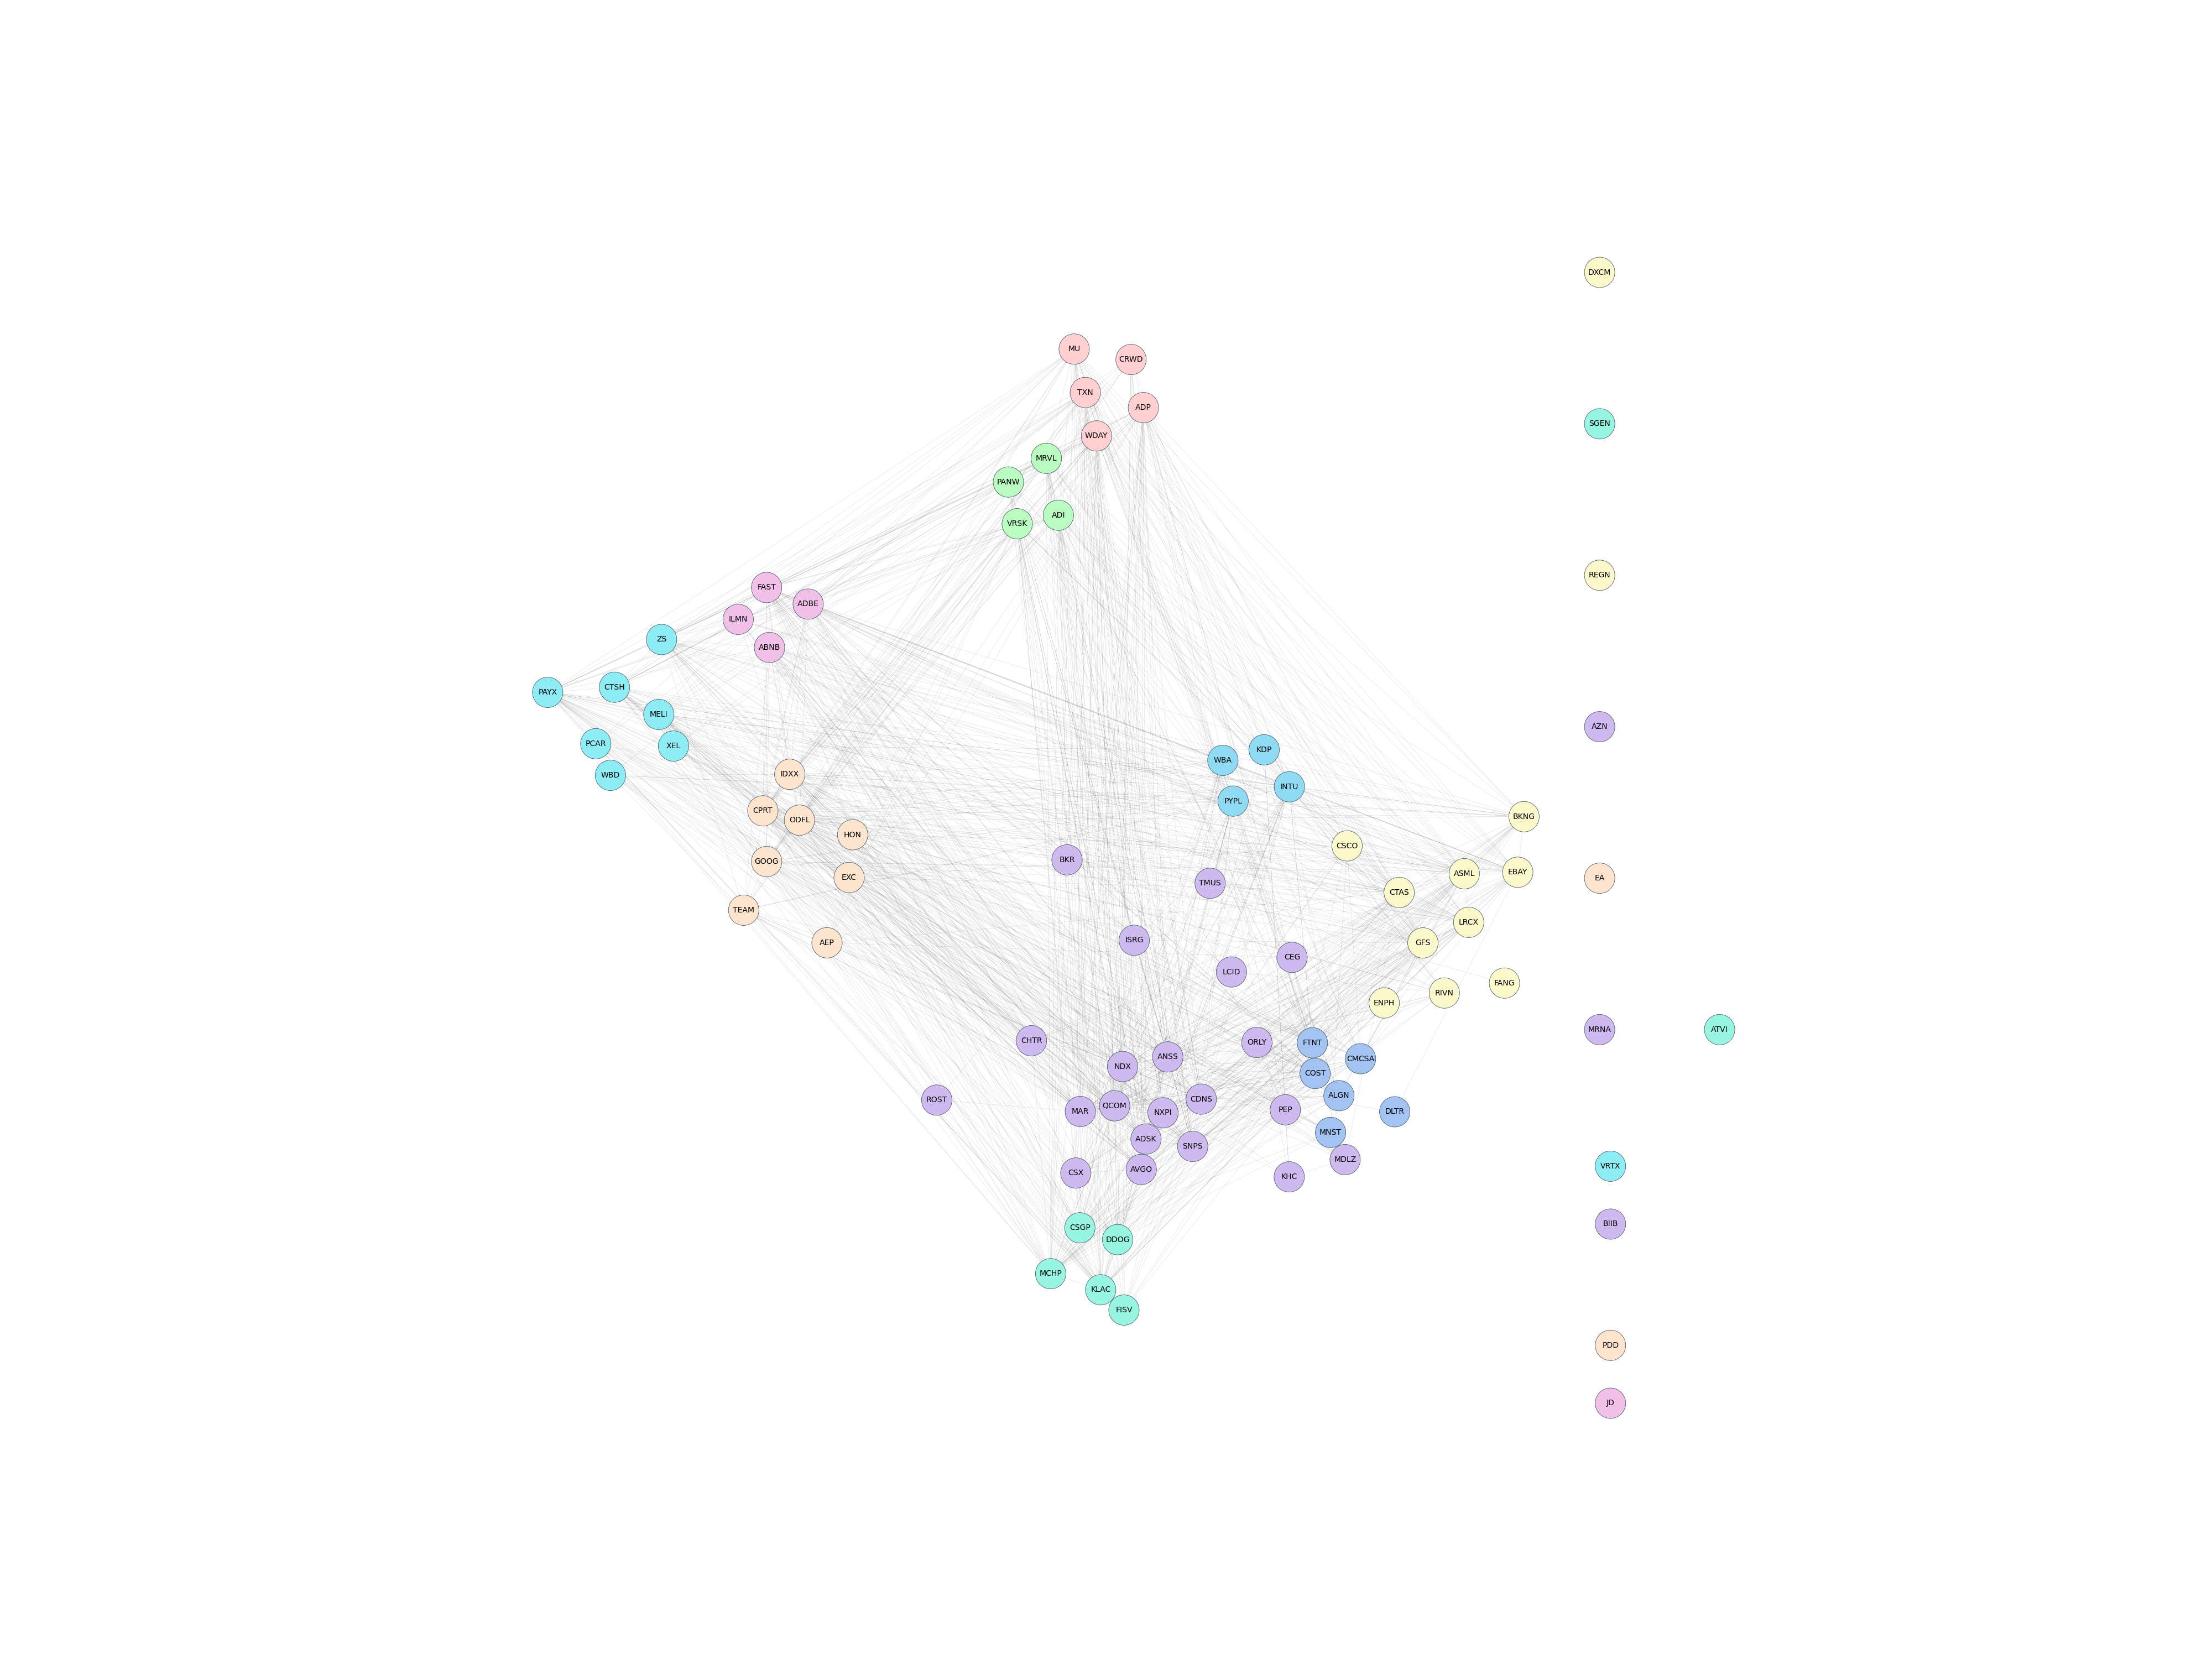 DXCM
MU
CRWD
TXN
ADP
SGEN
WDAY
MRVL
PANW
ADI
VRSK
REGN
FAST
ADBE
ILMN
ZS
ABNB
CTSH
PAYX
MELI
AZN
PCAR
XEL
KDP
WBA
IDXX
WBD
INTU
PYPL
CPRT
BKNG
ODFL
HON
CSCO
BKR
GOOG
EBAY
ASML
EXC
EA
TMUS
CTAS
TEAM
LRCX
ISRG
AEP
GFS
CEG
LCID
FANG
RIVN
ENPH
MRNA
ATVI
CHTR
ORLY
FTNT
ANSS
CMCSA
NDX
COST
ALGN
CDNS
ROST
QCOM
PEP
MAR
NXPI
DLTR
MNST
ADSK
SNPS
MDLZ
VRTX
AVGO
CSX
KHC
BIIB
CSGP
DDOG
MCHP
KLAC
FISV
PDD
JD